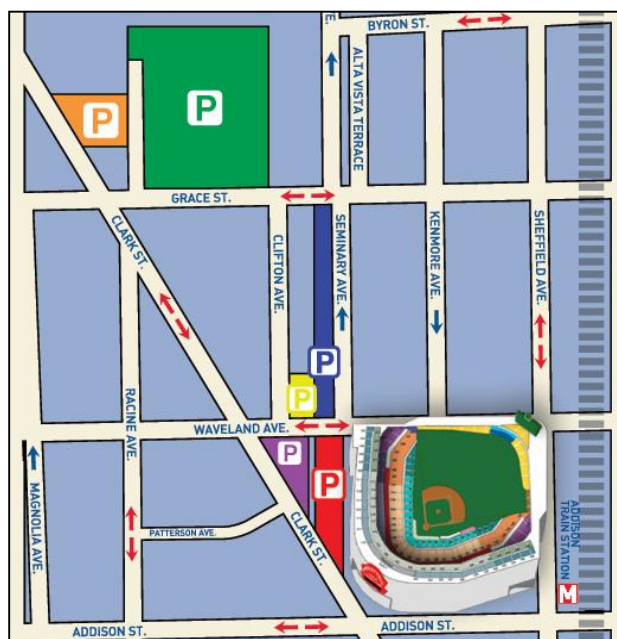 E.
BYRON ST.
ALTA VISTA
TERRACE
P
P
GRACE ST.
CLARK ST.
CLIFTON AVE.
SEMINARY AVE.
KENMORE AVE.
SHEFFIELD AVE.
P
P
RACINE AVE.
WAVELAND AVE.
P
P
MAGNOLIA AVE.
PATTERSON AVE.
CLARK ST.
ADDISON
TRAIN STATION
M
ADDISON ST.
ADDISON ST.